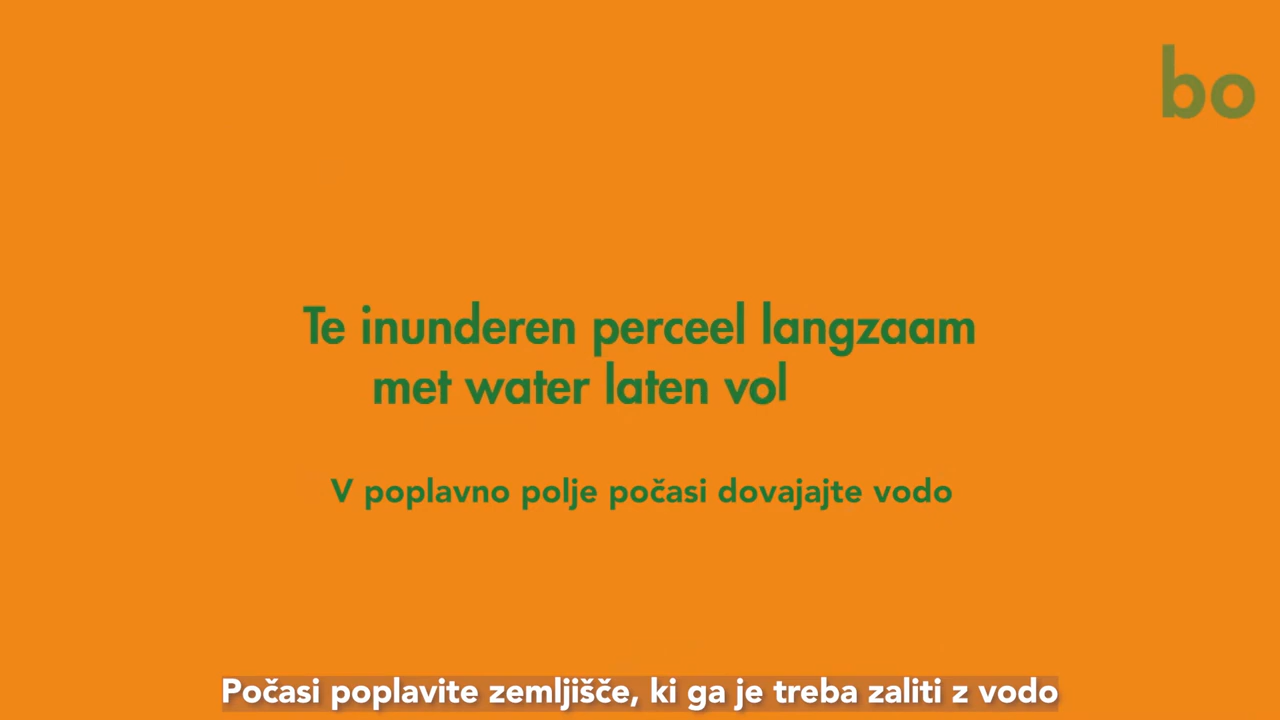 bo
Te inunderen perceel langzaam
met water laten vol
V poplavno polje počasi dovajajte vodo
Počasi poplavite zemljišče, ki ga je treba zaliti z vodo